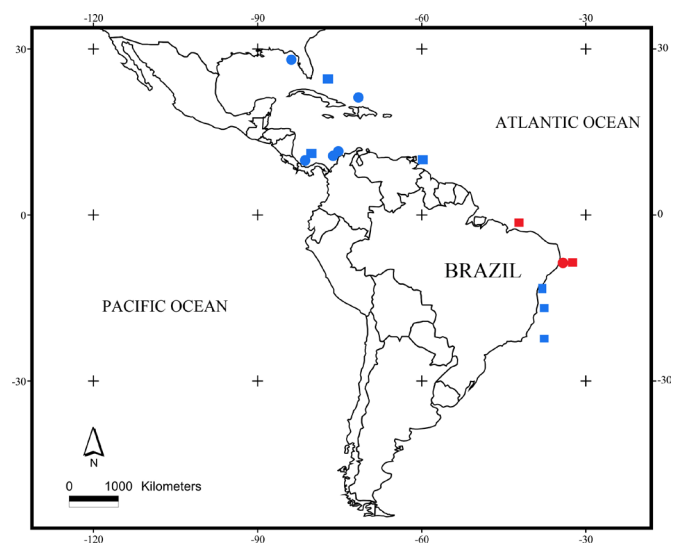 -120 -90 -60 -30
30 30
ATLANTIC OCEAN
0 0
BRAZIL
PACIFIC OCEAN
-30 -30
N
0 1000 Kilometers
-120 -90 -60 -30